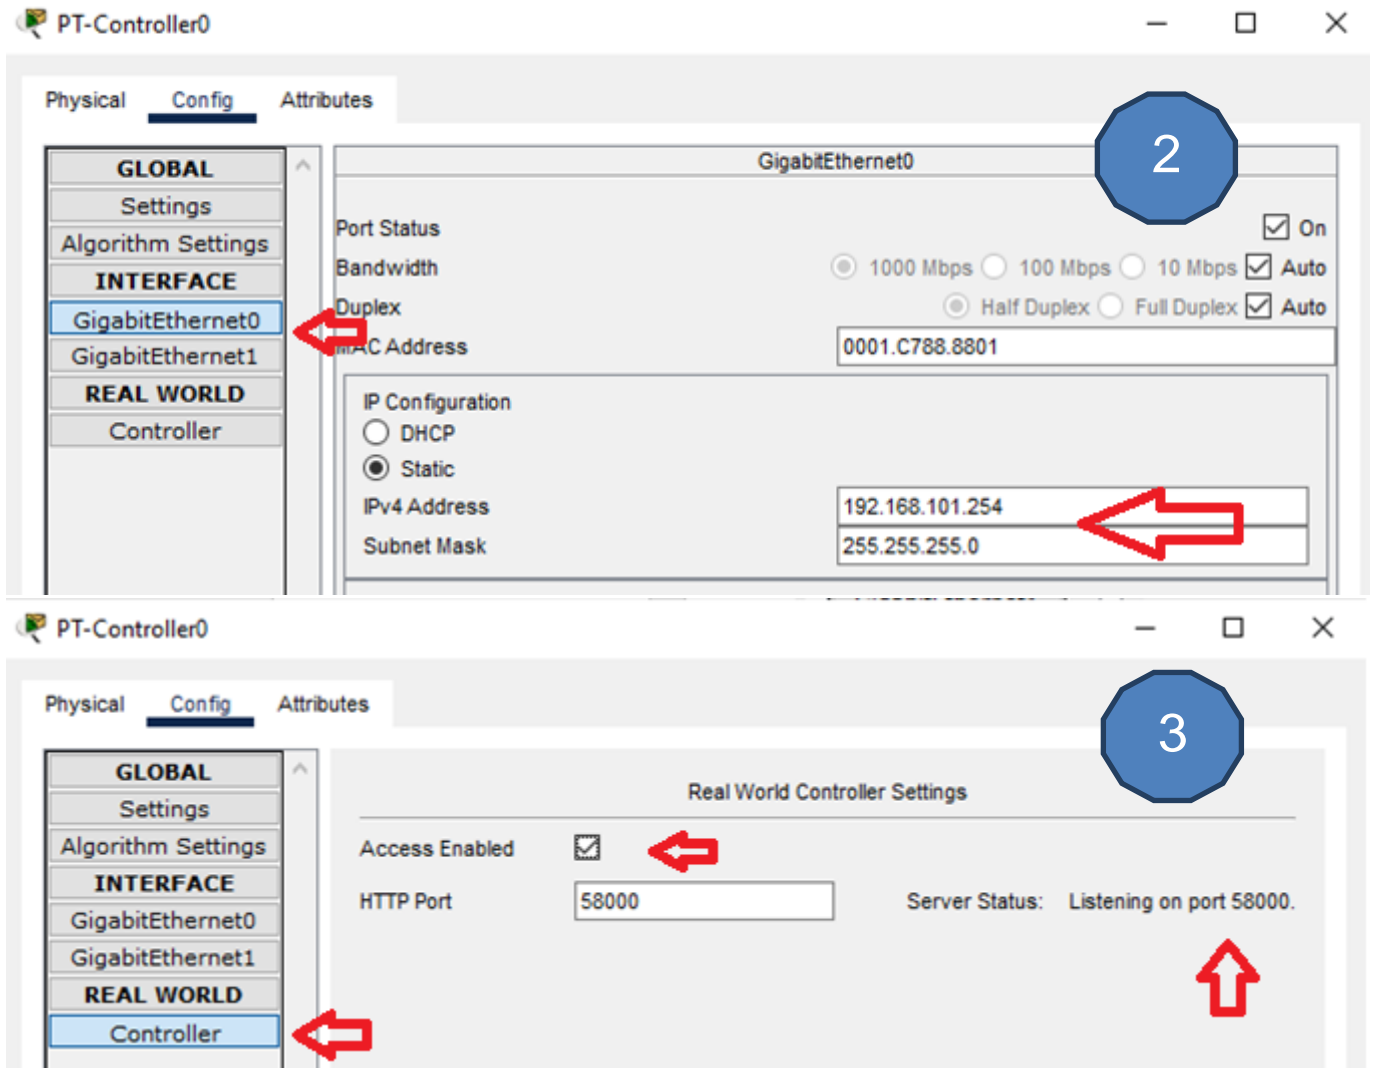 PT-Controller0
Physical Config Attributes
2
GLOBAL
Settings
Algorithm Settings
INTERFACE
GigabitEthernet0
GigabitEthernet1
REAL WORLD
Controller
GigabitEthernet0
Port Status On
Bandwidth 1000 Mbps 100 Mbps 10 Mbps Auto
Duplex Half Duplex Full Duplex Auto
MAC Address 0001.C788.8801
IP Configuration
DHCP
Static
IPv4 Address 192.168.101.254
Subnet Mask 255.255.255.0
PT-Controller0
Physical Config Attributes
3
GLOBAL
Settings
Algorithm Settings
INTERFACE
GigabitEthernet0
GigabitEthernet1
REAL WORLD
Controller
Real World Controller Settings
Access Enabled
HTTP Port 58000 Server Status: Listening on port 58000.